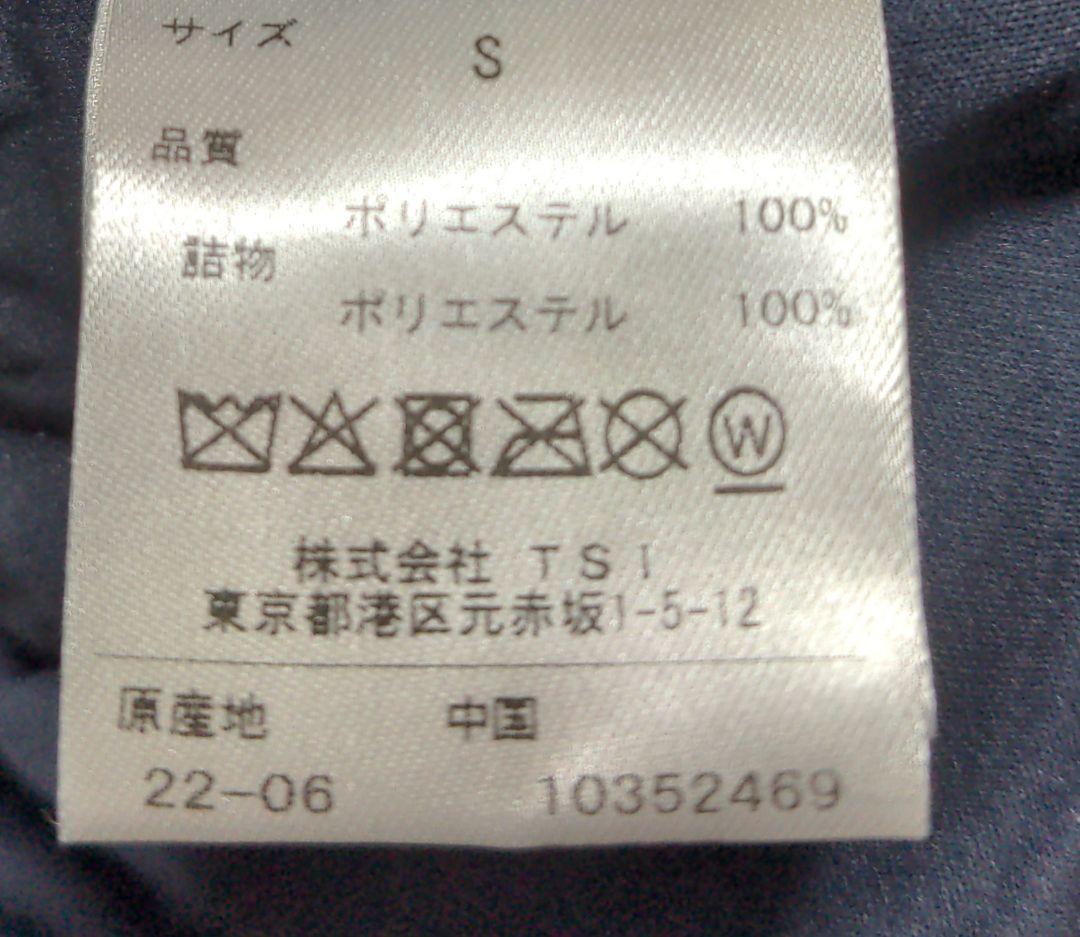 サイズ S
品質
ポリエステル 100%
詰物
ポリエステル 100%
W
株式会社 TSI
東京都港区元赤坂1-5-12
原産地 中国
22-06 10352469